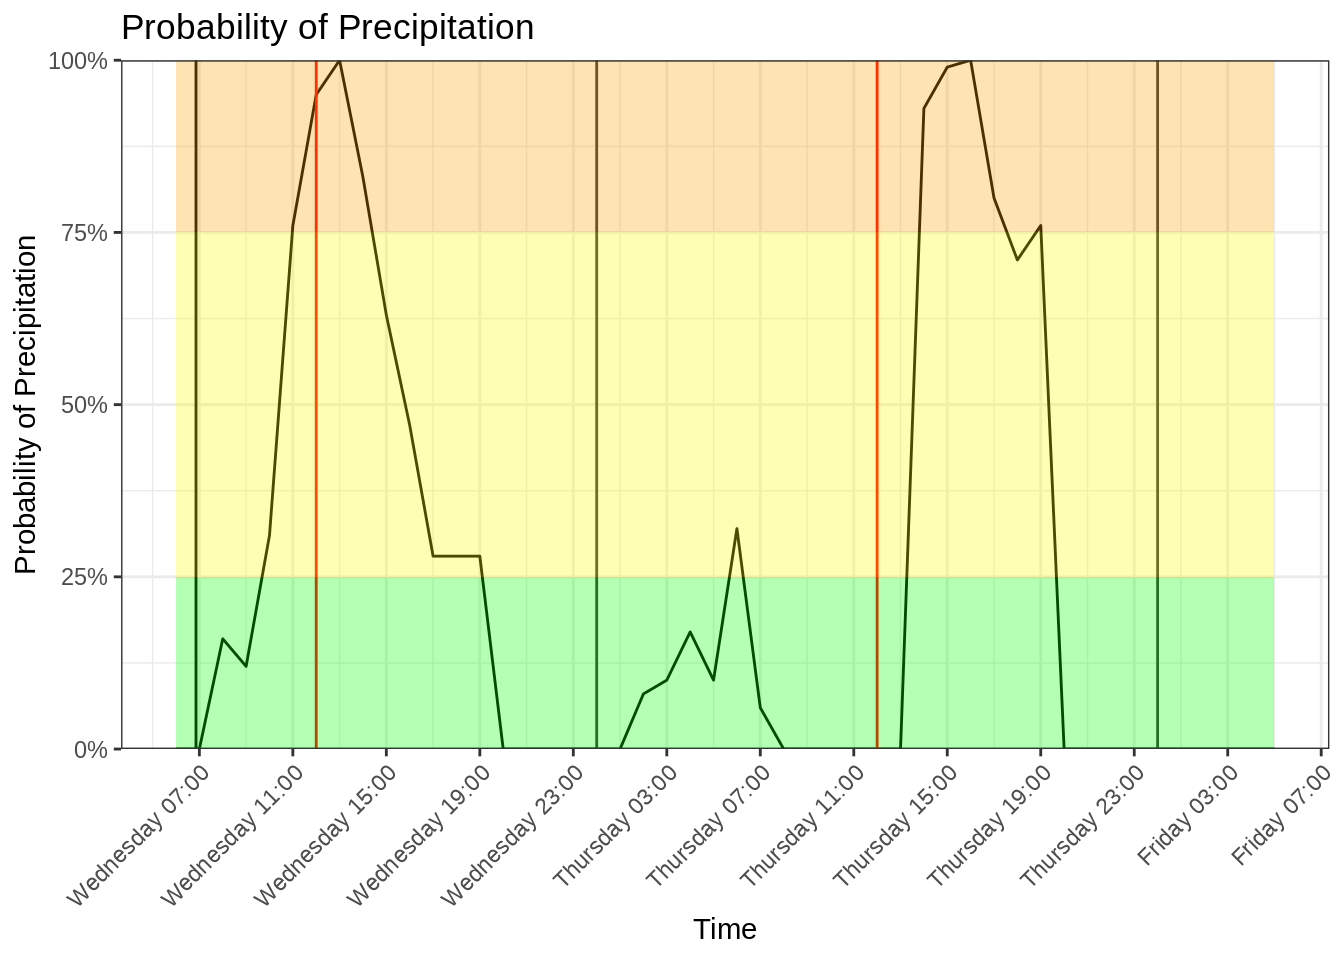 Probability of Precipitation
Probability of Precipitation
100%
75%
50%
25%
0%
Wednesday 07:00
Wednesday 11:00
Wednesday 15:00
Wednesday 19:00
Wednesday 23:00
Thursday 03:00
Thursday 07:00
Thursday 11:00
Thursday 15:00
Thursday 19:00
Thursday 23:00
Friday 03:00
Friday 07:00
Time